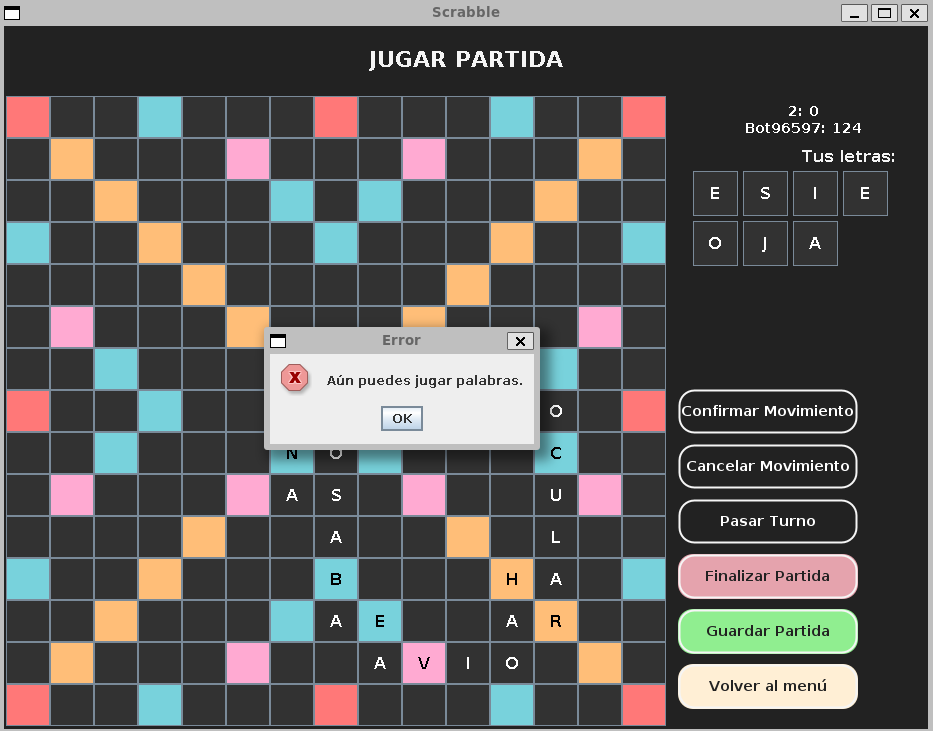 Scrabble
JUGAR PARTIDA
2: 0
Bot96597: 124
Tus letras:
E S I E
O J A
Error
Aún puedes jugar palabras.
OK
O
N O C
A S U
A L
B H A
A E A R
A V I O
Confirmar Movimiento
Cancelar Movimiento
Pasar Turno
Finalizar Partida
Guardar Partida
Volver al menú